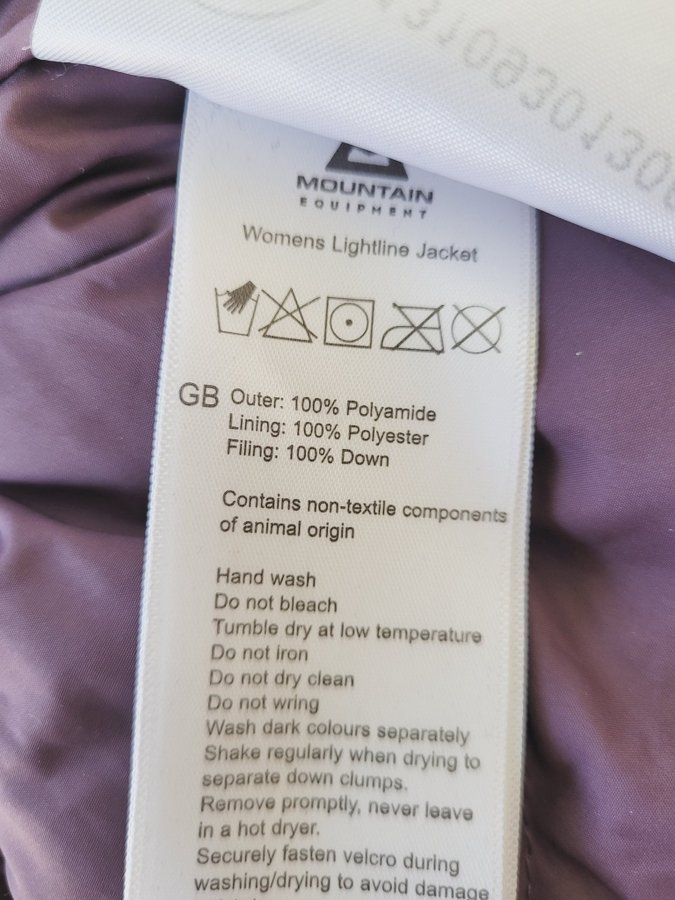 MOUNTAIN
EQUIPMENT
Womens Lightline Jacket
GB Outer: 100% Polyamide
Lining: 100% Polyester
Filing: 100% Down
Contains non-textile components
of animal origin
Hand wash
Do not bleach
Tumble dry at low temperature
Do not iron
Do not dry clean
Do not wring
Wash dark colours separately
Shake regularly when drying to
separate down clumps.
Remove promptly, never leave
in a hot dryer.
Securely fasten velcro during
washing/drying to avoid damage